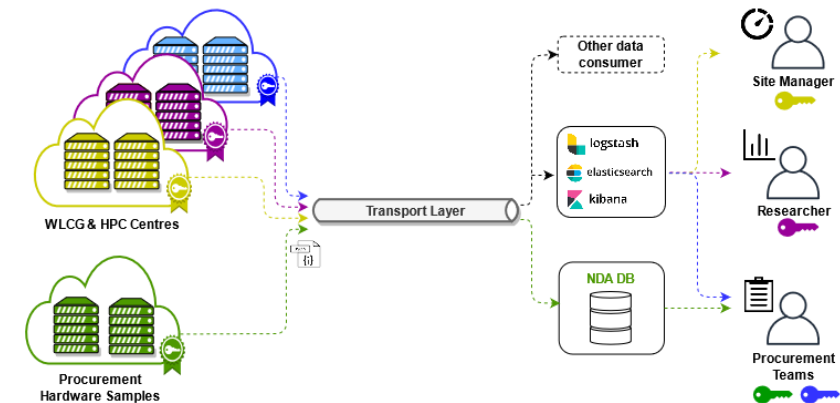 Other data
consumer
Site Manager
logstash
elasticsearch
kibana
WLCG & HPC Centres
Transport Layer
Researcher
{i}
NDA DB
Procurement
Hardware Samples
Procurement
Teams